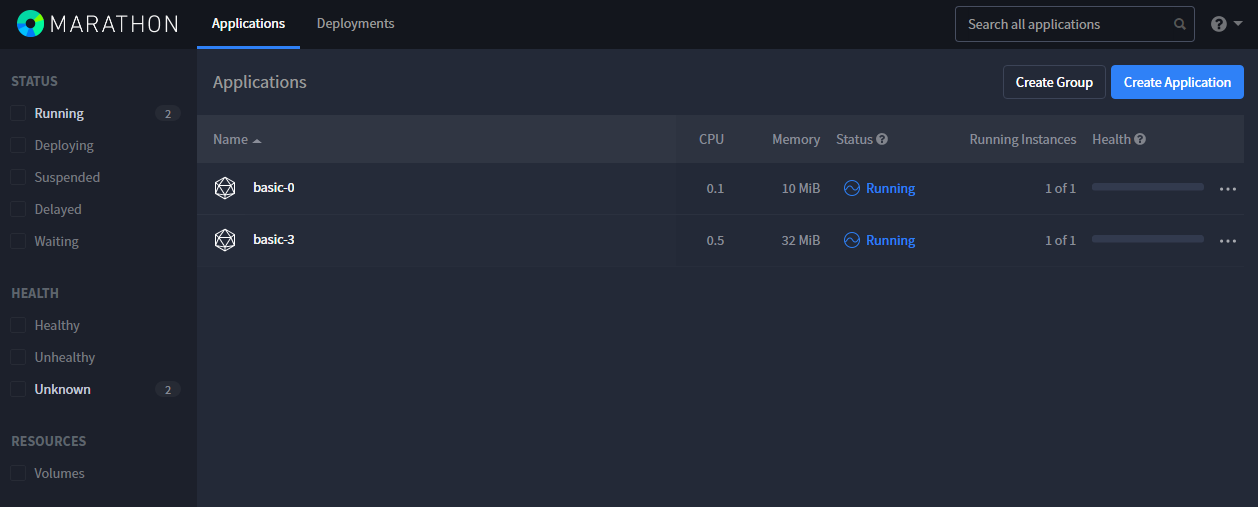 MARATHON
Applications Deployments
Search all applications ?
STATUS
Running 2
Deploying
Suspended
Delayed
Waiting
HEALTH
Healthy
Unhealthy
Unknown 2
RESOURCES
Volumes
Applications
Create Group Create Application
Name CPU Memory Status ? Running Instances Health ?
basic-0 0.1 10 MiB Running 1 of 1 ...
basic-3 0.5 32 MiB Running 1 of 1 ...